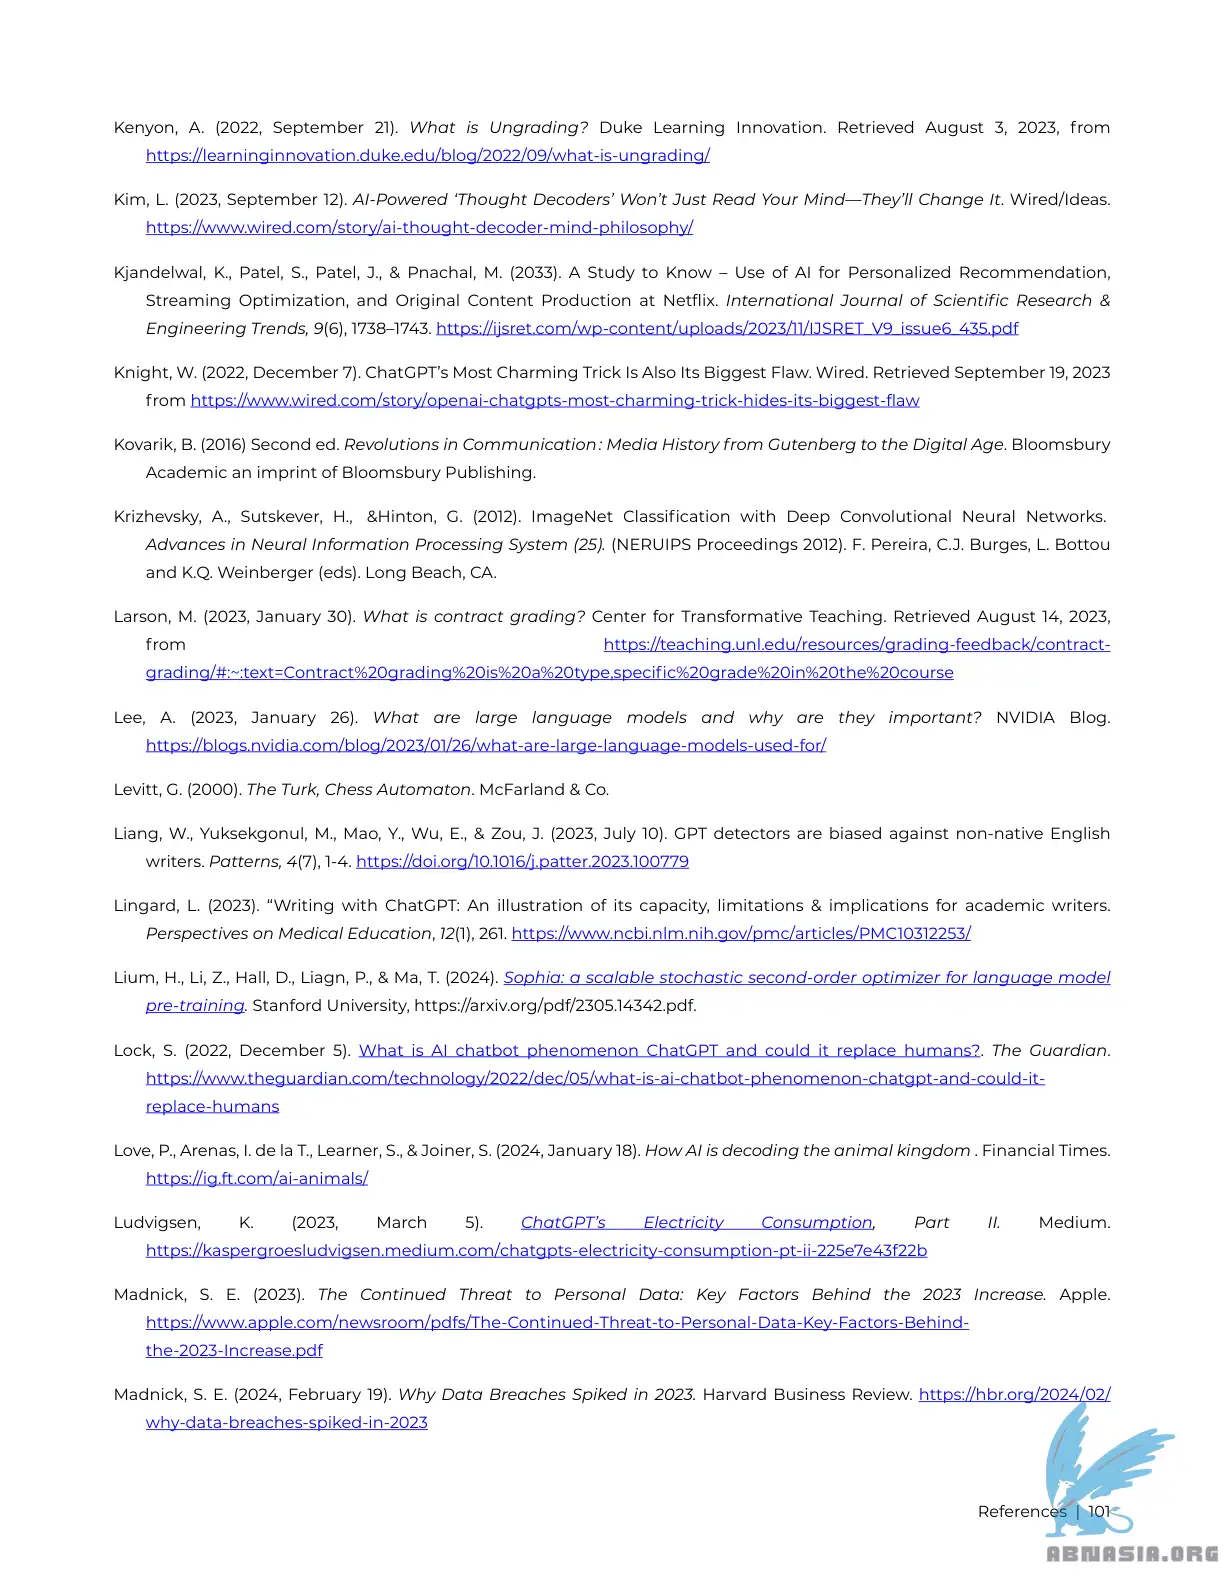 Kenyon, A. (2022, September 21). What is Ungrading? Duke Learning Innovation. Retrieved August 3, 2023, from
https://learninginnovation.duke.edu/blog/2022/09/what-is-ungrading/
Kim, L. (2023, September 12). AI-Powered ‘Thought Decoders’ Won’t Just Read Your Mind—They’ll Change It. Wired/Ideas.
https://www.wired.com/story/ai-thought-decoder-mind-philosophy/
Kjandelwal, K., Patel, S., Patel, J., & Pnachal, M. (2033). A Study to Know – Use of AI for Personalized Recommendation,
Streaming Optimization, and Original Content Production at Netflix. International Journal of Scientific Research &
Engineering Trends, 9(6), 1738–1743. https://ijsret.com/wp-content/uploads/2023/11/IJSRET_V9_issue6_435.pdf
Knight, W. (2022, December 7). ChatGPT’s Most Charming Trick Is Also Its Biggest Flaw. Wired. Retrieved September 19, 2023
from https://www.wired.com/story/openai-chatgpts-most-charming-trick-hides-its-biggest-flaw
Kovarik, B. (2016) Second ed. Revolutions in Communication : Media History from Gutenberg to the Digital Age. Bloomsbury
Academic an imprint of Bloomsbury Publishing.
Krizhevsky, A., Sutskever, H., &Hinton, G. (2012). ImageNet Classification with Deep Convolutional Neural Networks.
Advances in Neural Information Processing System (25). (NERUIPS Proceedings 2012). F. Pereira, C.J. Burges, L. Bottou
and K.Q. Weinberger (eds). Long Beach, CA.
Larson, M. (2023, January 30). What is contract grading? Center for Transformative Teaching. Retrieved August 14, 2023,
from https://teaching.unl.edu/resources/grading-feedback/contract-
grading/#:~:text=Contract%20grading%20is%20a%20type,specific%20grade%20in%20the%20course
Lee, A. (2023, January 26). What are large language models and why are they important? NVIDIA Blog.
https://blogs.nvidia.com/blog/2023/01/26/what-are-large-language-models-used-for/
Levitt, G. (2000). The Turk, Chess Automaton. McFarland & Co.
Liang, W., Yuksekgonul, M., Mao, Y., Wu, E., & Zou, J. (2023, July 10). GPT detectors are biased against non-native English
writers. Patterns, 4(7), 1-4. https://doi.org/10.1016/j.patter.2023.100779
Lingard, L. (2023). “Writing with ChatGPT: An illustration of its capacity, limitations & implications for academic writers.
Perspectives on Medical Education, 12(1), 261. https://www.ncbi.nlm.nih.gov/pmc/articles/PMC10312253/
Lium, H., Li, Z., Hall, D., Liagn, P., & Ma, T. (2024). Sophia: a scalable stochastic second-order optimizer for language model
pre-training. Stanford University, https://arxiv.org/pdf/2305.14342.pdf.
Lock, S. (2022, December 5). What is AI chatbot phenomenon ChatGPT and could it replace humans?. The Guardian.
https://www.theguardian.com/technology/2022/dec/05/what-is-ai-chatbot-phenomenon-chatgpt-and-could-it-
replace-humans
Love, P., Arenas, I. de la T., Learner, S., & Joiner, S. (2024, January 18). How AI is decoding the animal kingdom . Financial Times.
https://ig.ft.com/ai-animals/
Ludvigsen, K. (2023, March 5). ChatGPT’s Electricity Consumption, Part II. Medium.
https://kaspergroesludvigsen.medium.com/chatgpts-electricity-consumption-pt-ii-225e7e43f22b
Madnick, S. E. (2023). The Continued Threat to Personal Data: Key Factors Behind the 2023 Increase. Apple.
https://www.apple.com/newsroom/pdfs/The-Continued-Threat-to-Personal-Data-Key-Factors-Behind-
the-2023-Increase.pdf
Madnick, S. E. (2024, February 19). Why Data Breaches Spiked in 2023. Harvard Business Review. https://hbr.org/2024/02/
why-data-breaches-spiked-in-2023
References | 101
ABNASIA.ORG